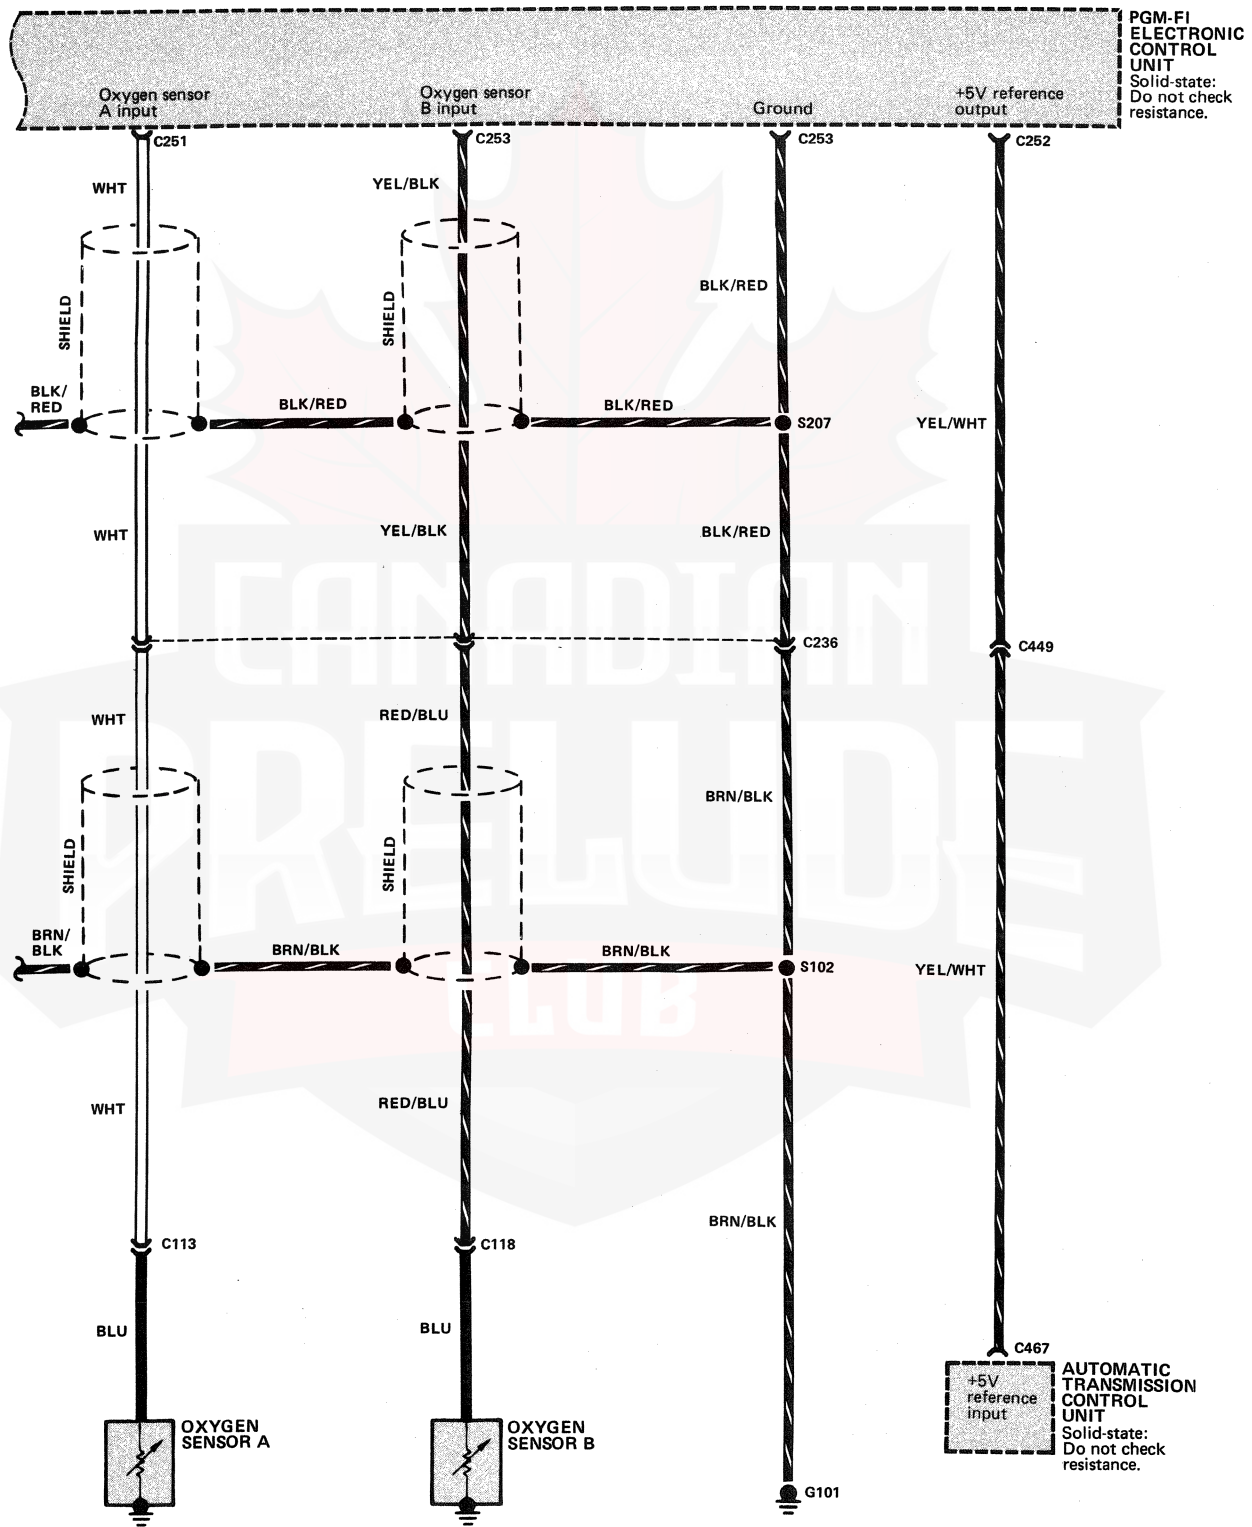 PGM-FI
ELECTRONIC
CONTROL
UNIT
Solid-state:
Do not check
resistance.
Oxygen sensor
A input
Oxygen sensor
B input
Ground
+5V reference
output
C251
C253
C253
C252
WHT
YEL/BLK
BLK/RED
SHIELD
SHIELD
BLK/
RED
BLK/RED
BLK/RED
S207
YEL/WHT
WHT
YEL/BLK
BLK/RED
CANADIAN
C236
C449
WHT
RED/BLU
PRELUDE
BRN/BLK
SHIELD
SHIELD
BRN/
BLK
BRN/BLK
BRN/BLK
S102
YEL/WHT
CLUB
WHT
RED/BLU
BRN/BLK
C113
C118
BLU
BLU
C467
+5V
reference
input
AUTOMATIC
TRANSMISSION
CONTROL
UNIT
Solid-state:
Do not check
resistance.
OXYGEN
SENSOR A
OXYGEN
SENSOR B
G101